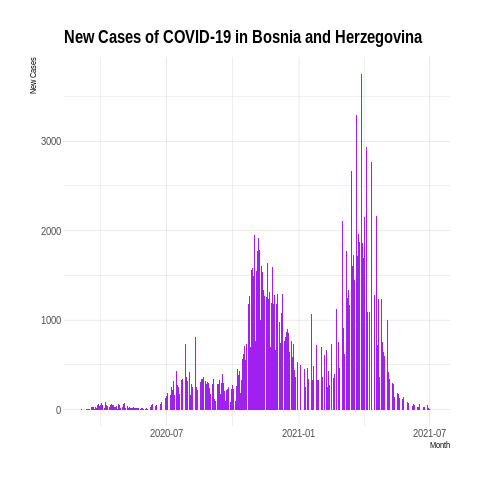 New Cases of COVID-19 in Bosnia and Herzegovina
New Cases
3000
2000
1000
0
2020-07
2021-01
2021-07
Month